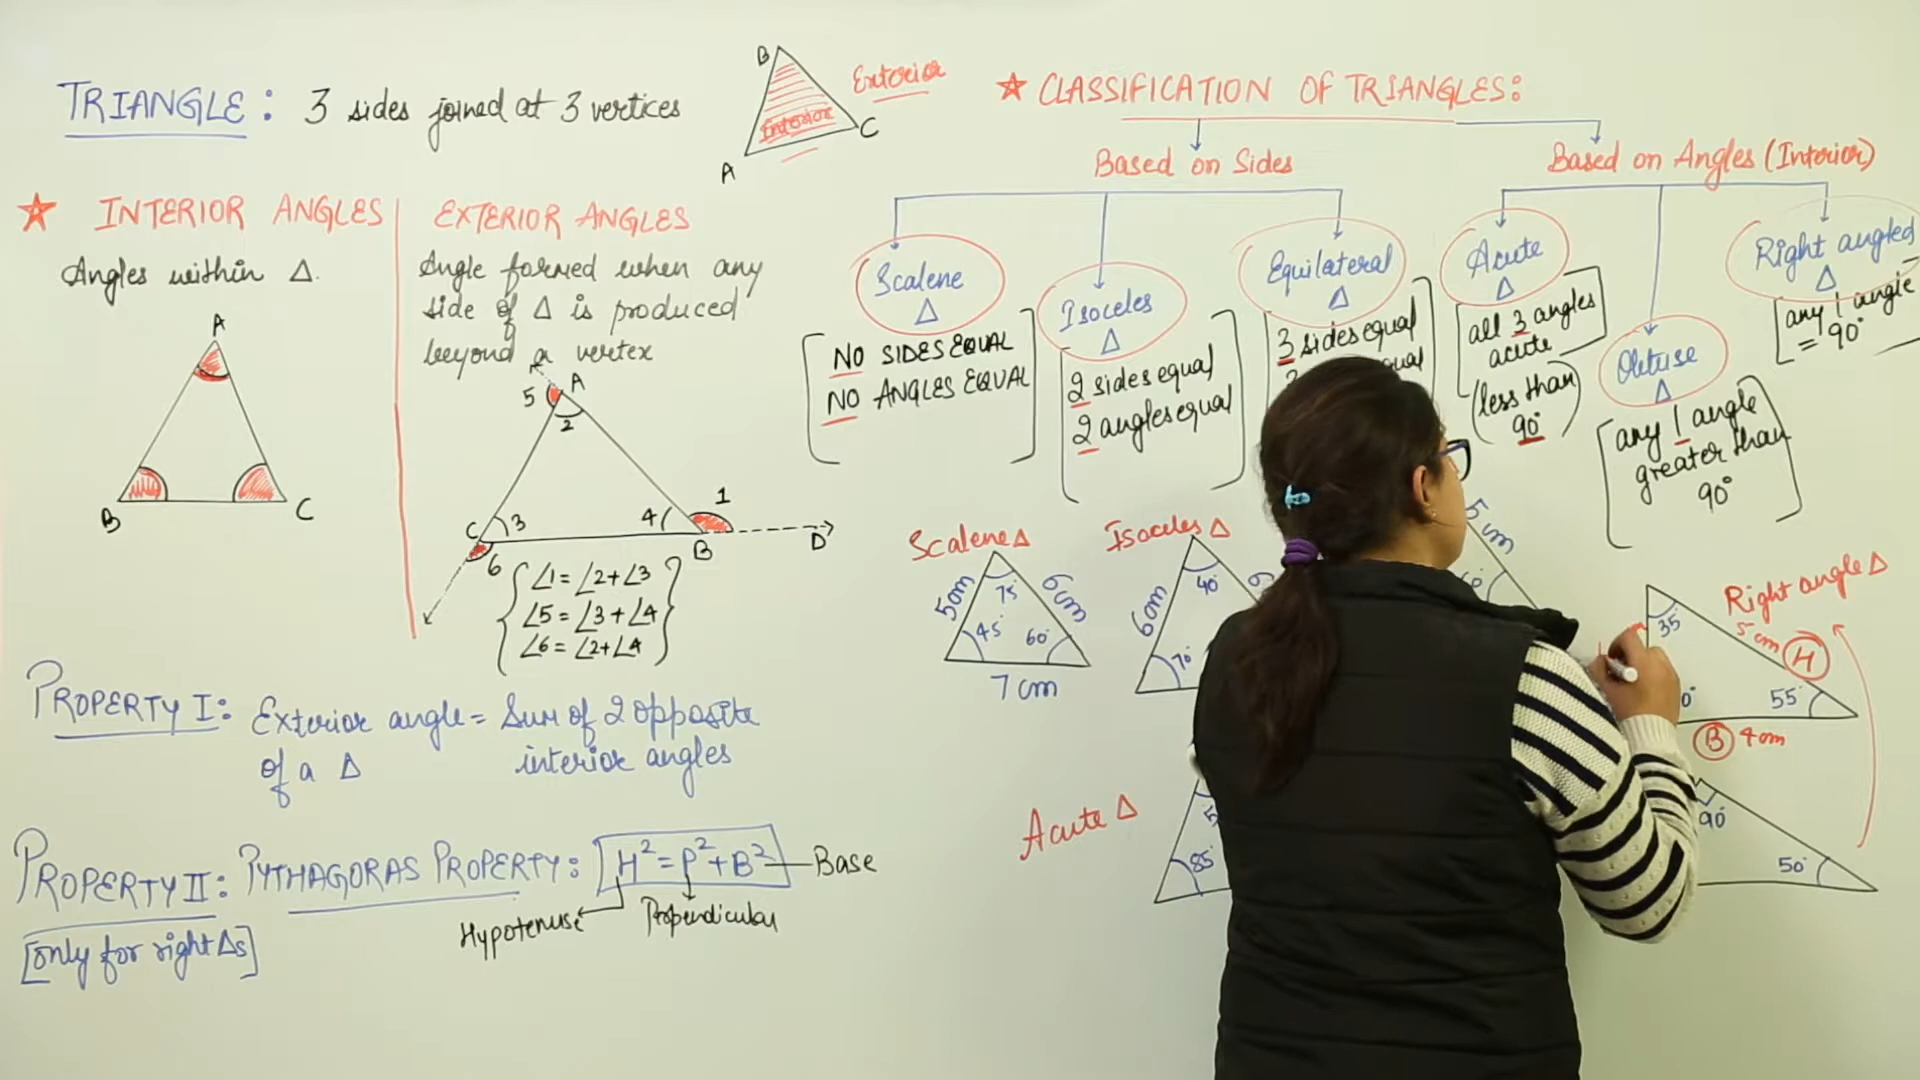 TRIANGLE: 3 sides joined at 3 vertices
B
Exterior
Interior
A
C
INTERIOR ANGLES
Angles within Δ.
A
B
C
EXTERIOR ANGLES
Angle formed when any
side of Δ is produced
beyond a vertex
5
A
2
C
3
4
1
6
B
D
∠1 = ∠2+∠3
∠5 = ∠3+∠4
∠6 = ∠2+∠4
PROPERTY I: Exterior angle = Sum of 2 opposite
of a Δ interior angles
PROPERTY II: PYTHAGORAS PROPERTY: H² = P²+B² Base
Hypotenuse Perpendicular
[only for right Δs]
CLASSIFICATION OF TRIANGLES:
Based on Sides
Based on Angles (Interior)
Scalene
Δ
NO SIDES EQUAL
NO ANGLES EQUAL
Isoceles
Δ
2 sides equal
2 angles equal
Equilateral
Δ
3 sides equal
Acute
Δ
all 3 angles
acute
(less than
90°)
Obtuse
Δ
any 1 angle
greater than
90°
Right angled
Δ
any 1 angle
= 90°
Scalene Δ
5cm
75°
6cm
45°
60°
7cm
Isoceles Δ
6cm
40°
70°
5cm
Right angle Δ
35°
5cm
H
55°
B 4cm
Acute Δ
85°
90°
50°